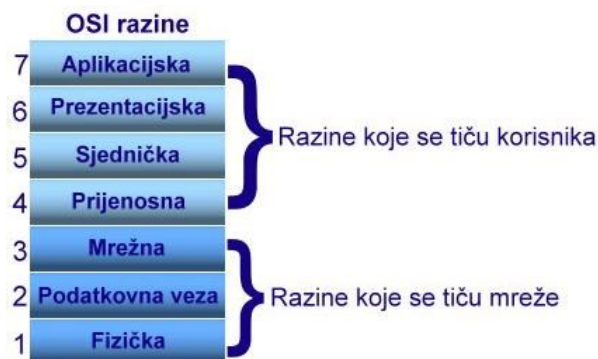 OSI razine
7 Aplikacijska
6 Prezentacijska
5 Sjednička
4 Prijenosna
Razine koje se tiču korisnika
3 Mrežna
2 Podatkovna veza
1 Fizička
Razine koje se tiču mreže